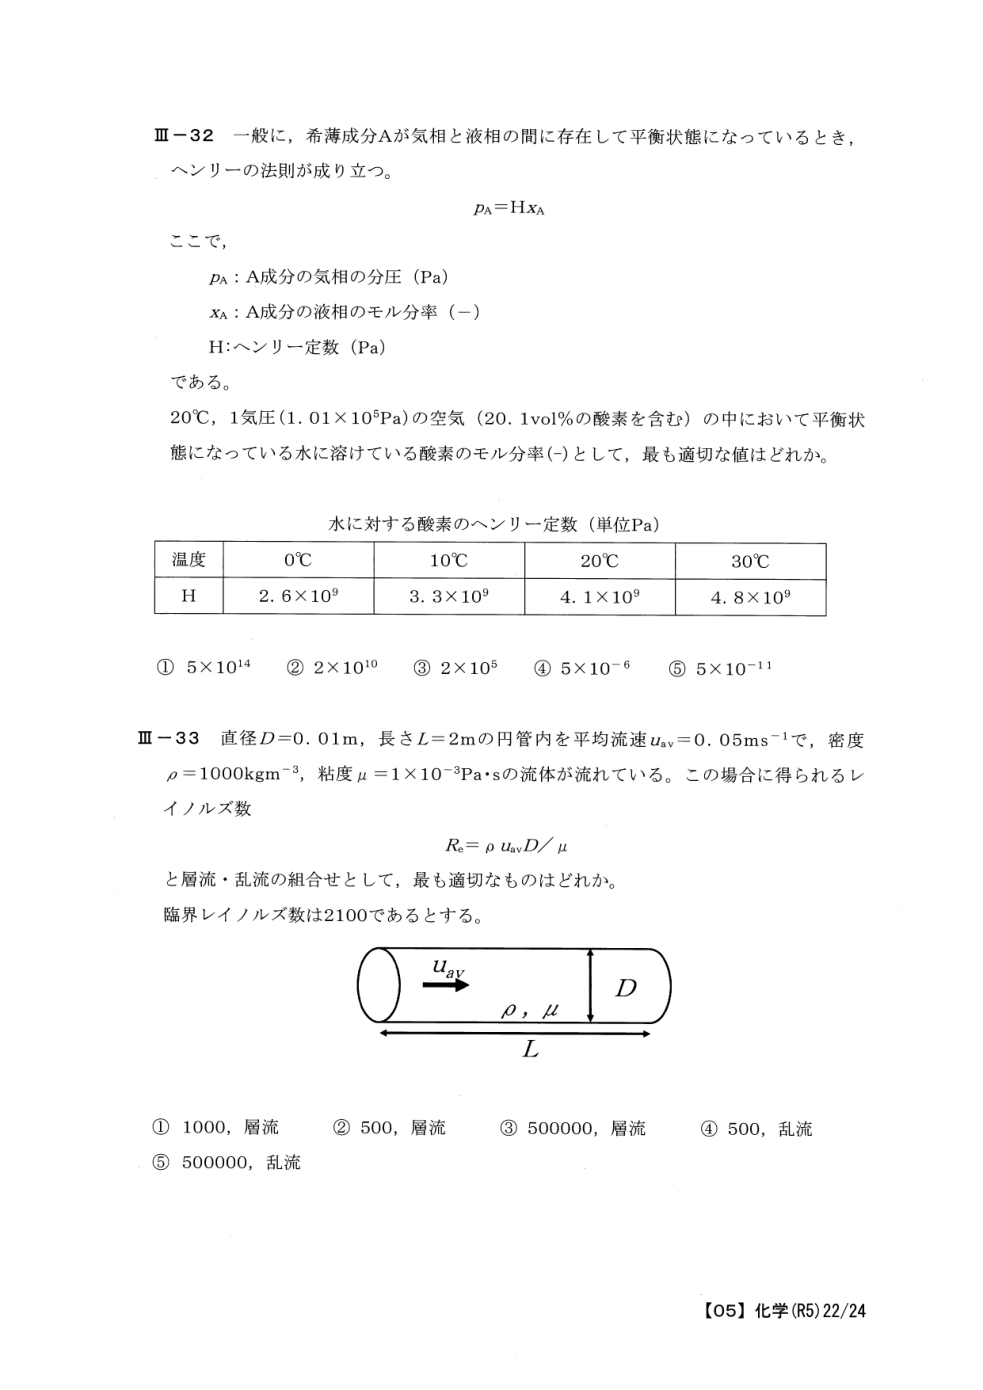 Ⅲ－32　一般に，希薄成分Aが気相と液相の間に存在して平衡状態になっているとき，
ヘンリーの法則が成り立つ。
pA＝HxA
ここで，
pA：A成分の気相の分圧（Pa）
xA：A成分の液相のモル分率（－）
H：ヘンリー定数（Pa）
である。
20℃，1気圧(1．01×10⁵Pa)の空気（20．1vol％の酸素を含む）の中において平衡状
態になっている水に溶けている酸素のモル分率(-)として，最も適切な値はどれか。
水に対する酸素のヘンリー定数（単位Pa）
温度　0℃　10℃　20℃　30℃
H　2．6×10⁹　3．3×10⁹　4．1×10⁹　4．8×10⁹
①　5×10¹⁴　②　2×10¹⁰　③　2×10⁵　④　5×10⁻⁶　⑤　5×10⁻¹¹
Ⅲ－33　直径D＝0．01m，長さL＝2mの円管内を平均流速uav＝0．05ms⁻¹で，密度
ρ＝1000kgm⁻³，粘度μ＝1×10⁻³Pa・sの流体が流れている。この場合に得られるレ
イノルズ数
Re＝ρ uavD／μ
と層流・乱流の組合せとして，最も適切なものはどれか。
臨界レイノルズ数は2100であるとする。
uav
D
ρ，μ
L
①　1000，層流　②　500，層流　③　500000，層流　④　500，乱流
⑤　500000，乱流
【05】化学(R5)22/24